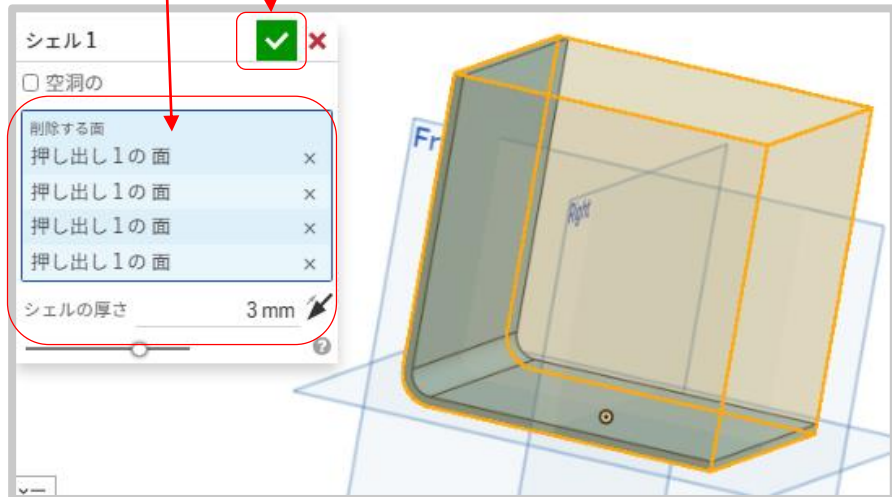 シェル 1
空洞の
削除する面
押し出し 1 の 面 ×
押し出し 1 の 面 ×
押し出し 1 の 面 ×
押し出し 1 の 面 ×
シェルの厚さ 3 mm
Fr
Right